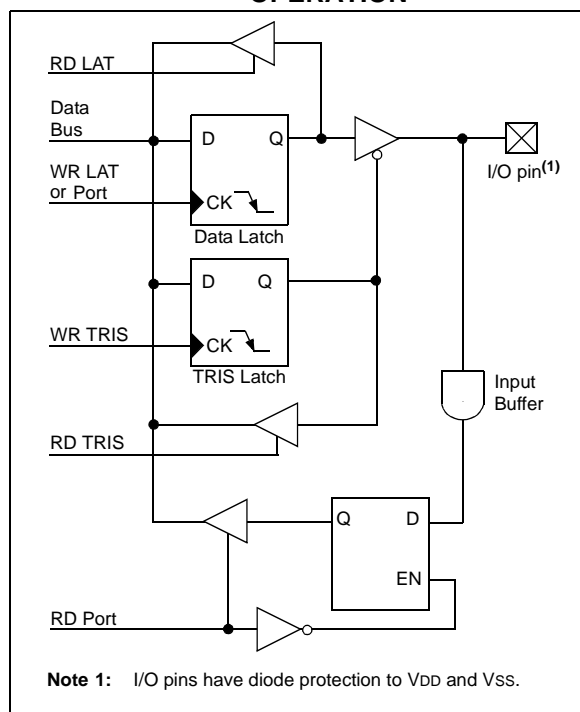 OPERATION
RD LAT
Data
Bus
D Q
I/O pin(1)
WR LAT
or Port
CK
Data Latch
D Q
WR TRIS
CK
TRIS Latch
Input
Buffer
RD TRIS
Q D
EN
RD Port
Note 1: I/O pins have diode protection to VDD and VSS.